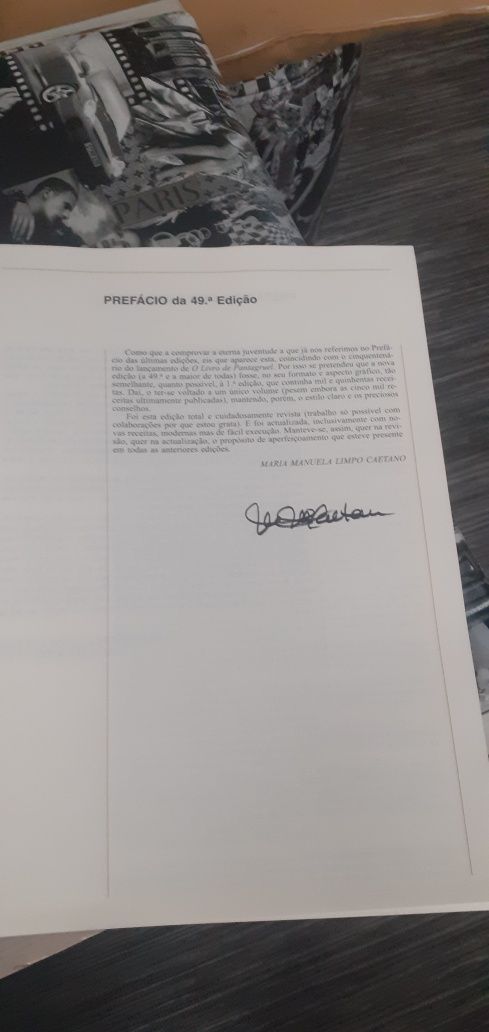 PARIS
PREFÁCIO da 49.ª Edição
Como que a comprovar a eterna juventude a que já nos referimos no Prefá-
cio das últimas edições, eis que aparece esta, coincidindo com o cinquentená-
rio do lançamento de O Livro de Pantagruel. Por isso se pretendeu que a nova
edição (a 49.ª e a maior de todas) fosse, no seu formato e aspecto gráfico, tão
semelhante, quanto possível, à 1.ª edição, que continha mil e quinhentas recei-
tas. Daí, o ter-se voltado a um único volume (pesem embora as cinco mil re-
ceitas ultimamente publicadas), mantendo, porém, o estilo claro e os preciosos
conselhos.
Foi esta edição total e cuidadosamente revista (trabalho só possível com
colaborações por que estou grata). E foi actualizada, inclusivamente com no-
vas receitas, modernas mas de fácil execução. Manteve-se, assim, quer na revi-
são, quer na actualização, o propósito de aperfeiçoamento que esteve presente
em todas as anteriores edições.
MARIA MANUELA LIMPO CAETANO